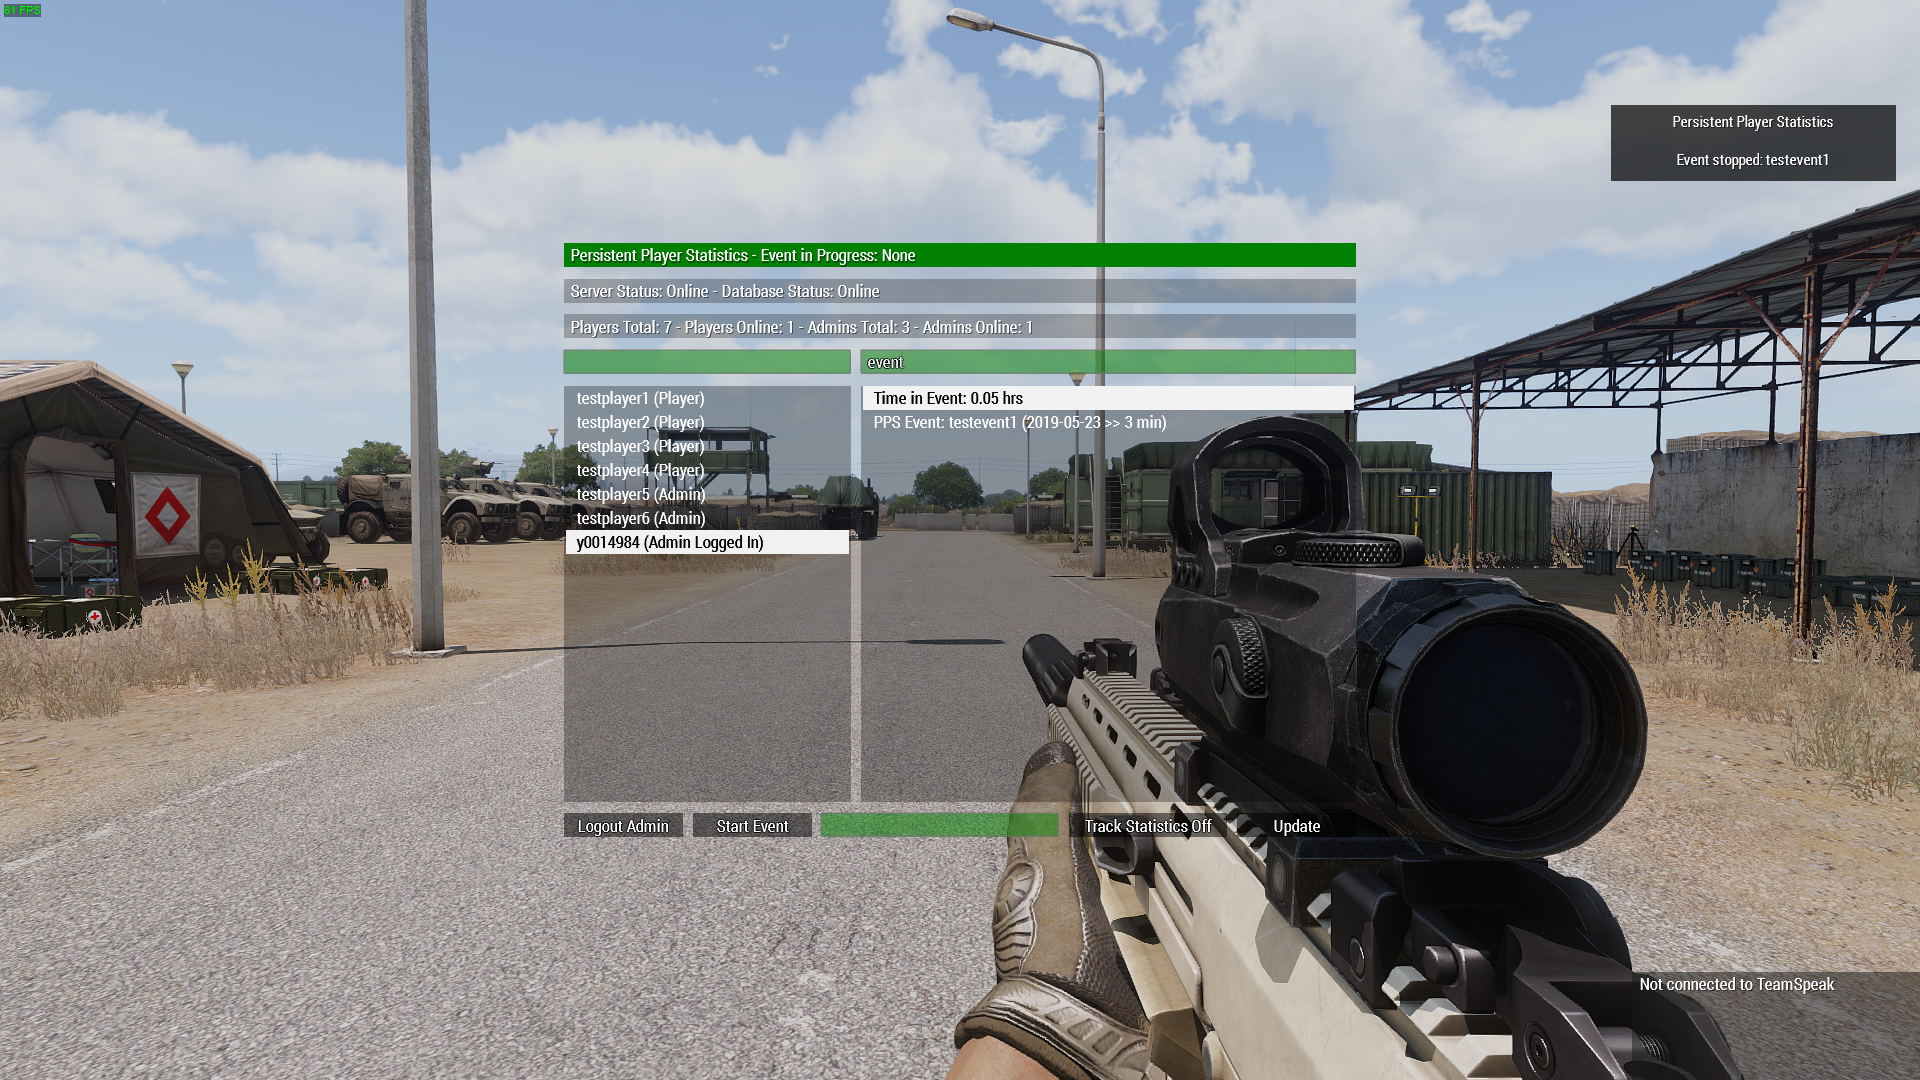 61 FPS
Persistent Player Statistics
Event stopped: testevent1
Persistent Player Statistics - Event in Progress: None
Server Status: Online - Database Status: Online
Players Total: 7 - Players Online: 1 - Admins Total: 3 - Admins Online: 1
event
testplayer1 (Player)
testplayer2 (Player)
testplayer3 (Player)
testplayer4 (Player)
testplayer5 (Admin)
testplayer6 (Admin)
y0014984 (Admin Logged In)
Time in Event: 0.05 hrs
PPS Event: testevent1 (2019-05-23 >> 3 min)
Logout Admin
Start Event
Track Statistics Off
Update
Not connected to TeamSpeak